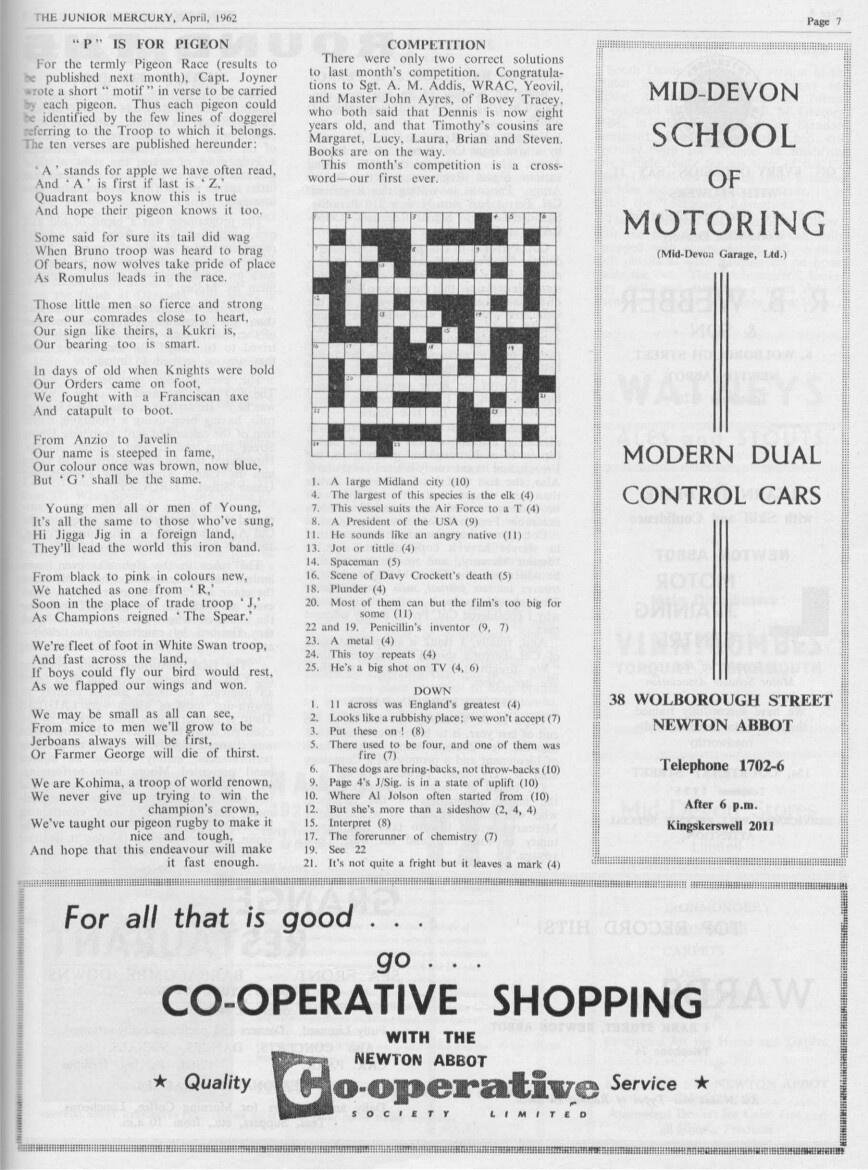 THE JUNIOR MERCURY, April, 1962
Page 7
“ P ” IS FOR PIGEON
For the termly Pigeon Race (results to
be published next month), Capt. Joyner
wrote a short “ motif ” in verse to be carried
by each pigeon. Thus each pigeon could
be identified by the few lines of doggerel
referring to the Troop to which it belongs.
The ten verses are published hereunder:
‘ A ’ stands for apple we have often read,
And ‘ A ’ is first if last is ‘ Z,’
Quadrant boys know this is true
And hope their pigeon knows it too.
Some said for sure its tail did wag
When Bruno troop was heard to brag
Of bears, now wolves take pride of place
As Romulus leads in the race.
Those little men so fierce and strong
Are our comrades close to heart,
Our sign like theirs, a Kukri is,
Our bearing too is smart.
In days of old when Knights were bold
Our Orders came on foot,
We fought with a Franciscan axe
And catapult to boot.
From Anzio to Javelin
Our name is steeped in fame,
Our colour once was brown, now blue,
But ‘ G ’ shall be the same.
Young men all or men of Young,
It’s all the same to those who’ve sung,
Hi Jigga Jig in a foreign land,
They’ll lead the world this iron band.
From black to pink in colours new,
We hatched as one from ‘ R,’
Soon in the place of trade troop ‘ J,’
As Champions reigned ‘ The Spear.’
We’re fleet of foot in White Swan troop,
And fast across the land,
If boys could fly our bird would rest,
As we flapped our wings and won.
We may be small as all can see,
From mice to men we’ll grow to be
Jerboans always will be first,
Or Farmer George will die of thirst.
We are Kohima, a troop of world renown,
We never give up trying to win the
champion’s crown,
We’ve taught our pigeon rugby to make it
nice and tough,
And hope that this endeavour will make
it fast enough.
COMPETITION
There were only two correct solutions
to last month’s competition. Congratula-
tions to Sgt. A. M. Addis, WRAC, Yeovil,
and Master John Ayres, of Bovey Tracey,
who both said that Dennis is now eight
years old, and that Timothy’s cousins are
Margaret, Lucy, Laura, Brian and Steven.
Books are on the way.
This month’s competition is a cross-
word—our first ever.
1. A large Midland city (10)
4. The largest of this species is the elk (4)
7. This vessel suits the Air Force to a T (4)
8. A President of the USA (9)
11. He sounds like an angry native (11)
13. Jot or tittle (4)
14. Spaceman (5)
16. Scene of Davy Crockett’s death (5)
18. Plunder (4)
20. Most of them can but the film’s too big for
some (11)
22 and 19. Penicillin’s inventor (9, 7)
23. A metal (4)
24. This toy repeats (4)
25. He’s a big shot on TV (4, 6)
DOWN
1. 11 across was England’s greatest (4)
2. Looks like a rubbishy place; we won’t accept (7)
3. Put these on ! (8)
5. There used to be four, and one of them was
fire (7)
6. These dogs are bring-backs, not throw-backs (10)
9. Page 4’s J/Sig. is in a state of uplift (10)
10. Where Al Jolson often started from (10)
12. But she’s more than a sideshow (2, 4, 4)
15. Interpret (8)
17. The forerunner of chemistry (7)
19. See 22
21. It’s not quite a fright but it leaves a mark (4)
MID-DEVON
SCHOOL
OF
MOTORING
(Mid-Devon Garage, Ltd.)
MODERN DUAL
CONTROL CARS
38 WOLBOROUGH STREET
NEWTON ABBOT
Telephone 1702-6
After 6 p.m.
Kingskerswell 2011
For all that is good . . .
go . . .
CO-OPERATIVE SHOPPING
WITH THE
NEWTON ABBOT
★ Quality Co-operative Service ★
SOCIETY LIMITED